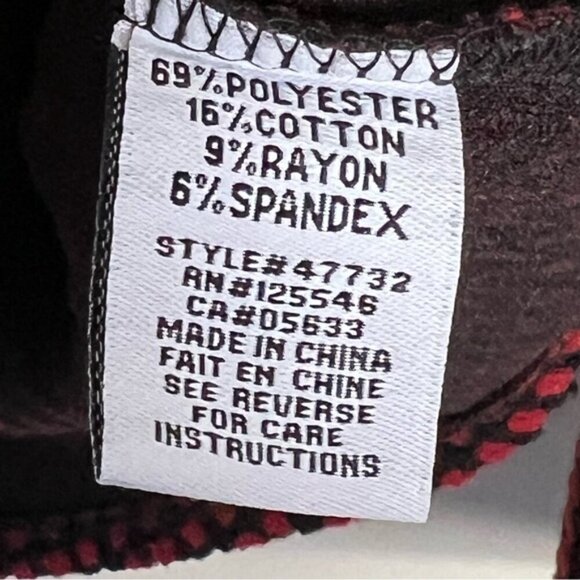 69%POLYESTER
16%COTTON
9%RAYON
6%SPANDEX
STYLE#47732
RN#125546
CA#05633
MADE IN CHINA
FAIT EN CHINE
SEE REVERSE
FOR CARE
INSTRUCTIONS